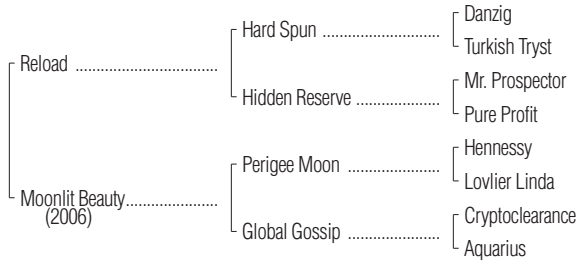 Danzig
Hard Spun ..............................
Turkish Tryst
Reload .....................................
Mr. Prospector
Hidden Reserve ......................
Pure Profit
Hennessy
Perigee Moon ........................
Lovlier Linda
Moonlit Beauty........................
(2006)
Cryptoclearance
Global Gossip ........................
Aquarius